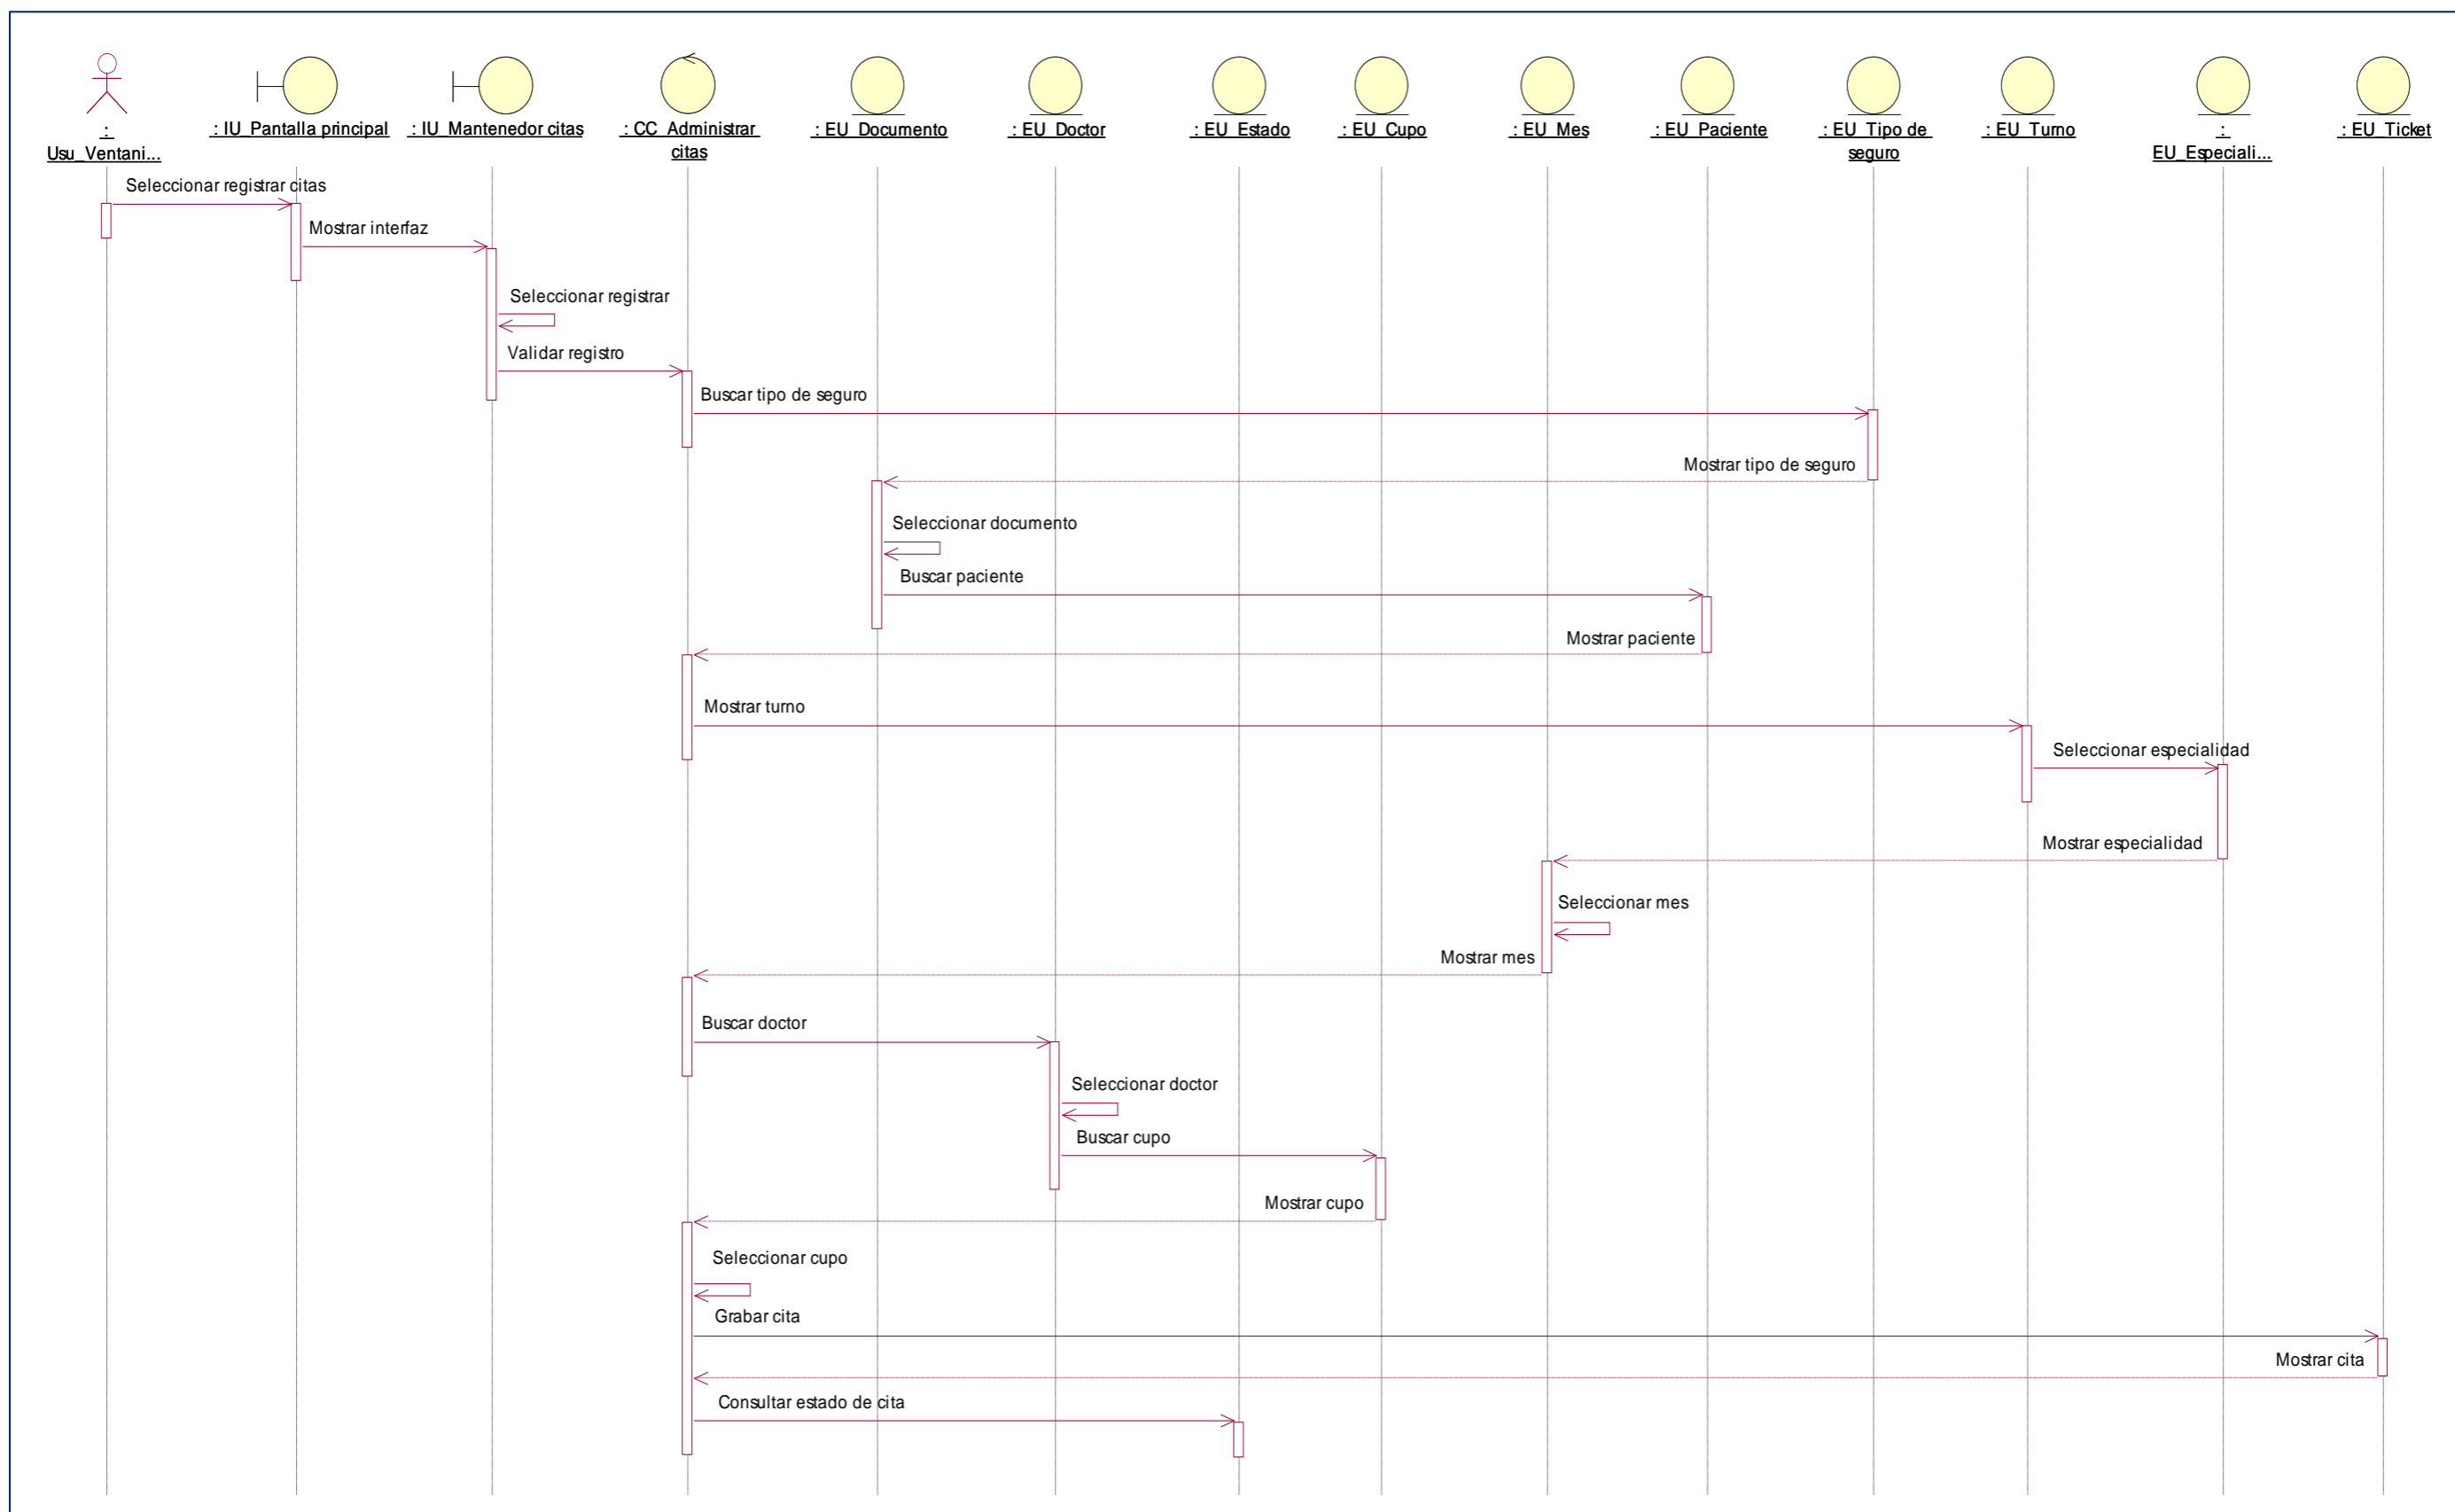 :
Usu_Ventani...
: IU_Pantalla principal
: IU_Mantenedor citas
: CC_Administrar
citas
: EU_Documento
: EU_Doctor
: EU_Estado
: EU_Cupo
: EU_Mes
: EU_Paciente
: EU_Tipo de
seguro
: EU_Turno
:
EU_Especiali...
: EU_Ticket
Seleccionar registrar citas
Mostrar interfaz
Seleccionar registrar
Validar registro
Buscar tipo de seguro
Mostrar tipo de seguro
Seleccionar documento
Buscar paciente
Mostrar paciente
Mostrar turno
Seleccionar especialidad
Mostrar especialidad
Seleccionar mes
Mostrar mes
Buscar doctor
Seleccionar doctor
Buscar cupo
Mostrar cupo
Seleccionar cupo
Grabar cita
Mostrar cita
Consultar estado de cita